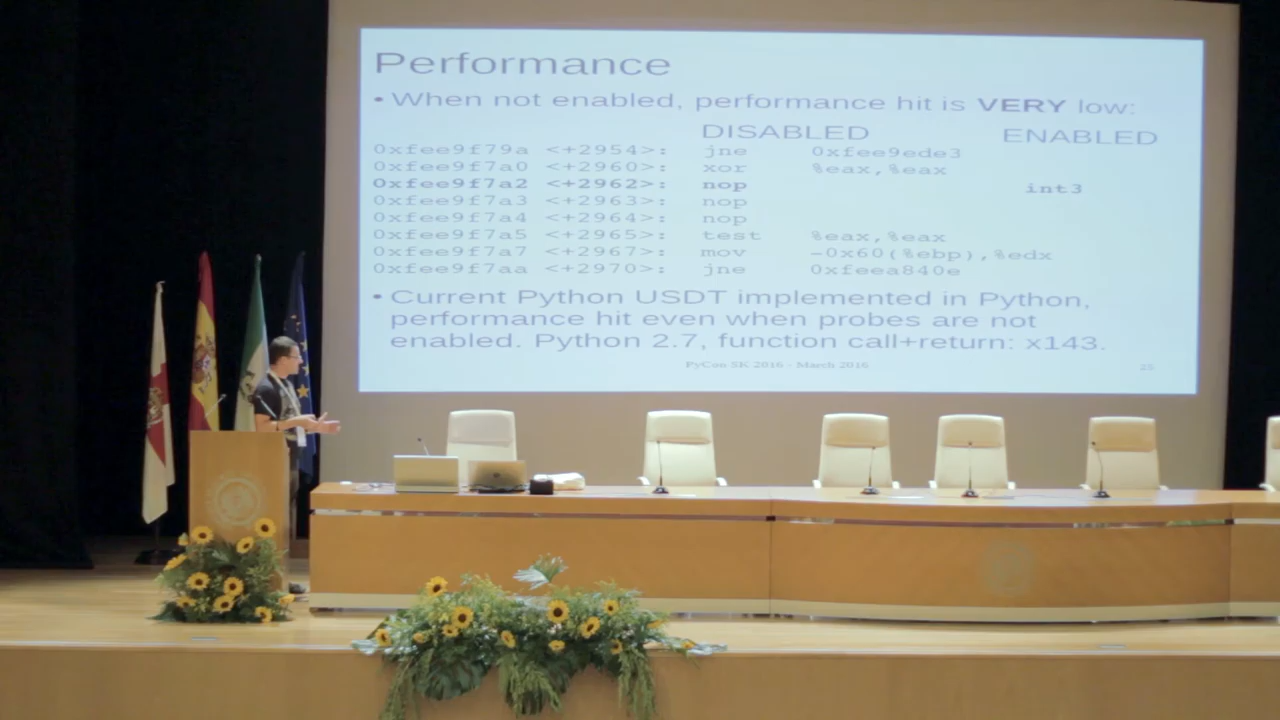 Performance
• When not enabled, performance hit is VERY low:
DISABLED ENABLED
0xfee9f79a <+2954>: jne 0xfee9ede3
0xfee9f7a0 <+2960>: xor %eax,%eax
0xfee9f7a2 <+2962>: nop int3
0xfee9f7a3 <+2963>: nop
0xfee9f7a4 <+2964>: nop
0xfee9f7a5 <+2965>: test %eax,%eax
0xfee9f7a7 <+2967>: mov -0x60(%ebp),%edx
0xfee9f7aa <+2970>: jne 0xfeea840e
• Current Python USDT implemented in Python,
performance hit even when probes are not
enabled. Python 2.7, function call+return: x143.
PyCon SK 2016 - March 2016 25